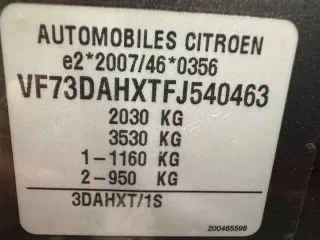 AUTOMOBILES CITROEN
e2*2007/46*0356
VF73DAHXTFJ540463
2030 KG
3530 KG
1-1160 KG
2-950 KG
3DAHXT/1S
200465598